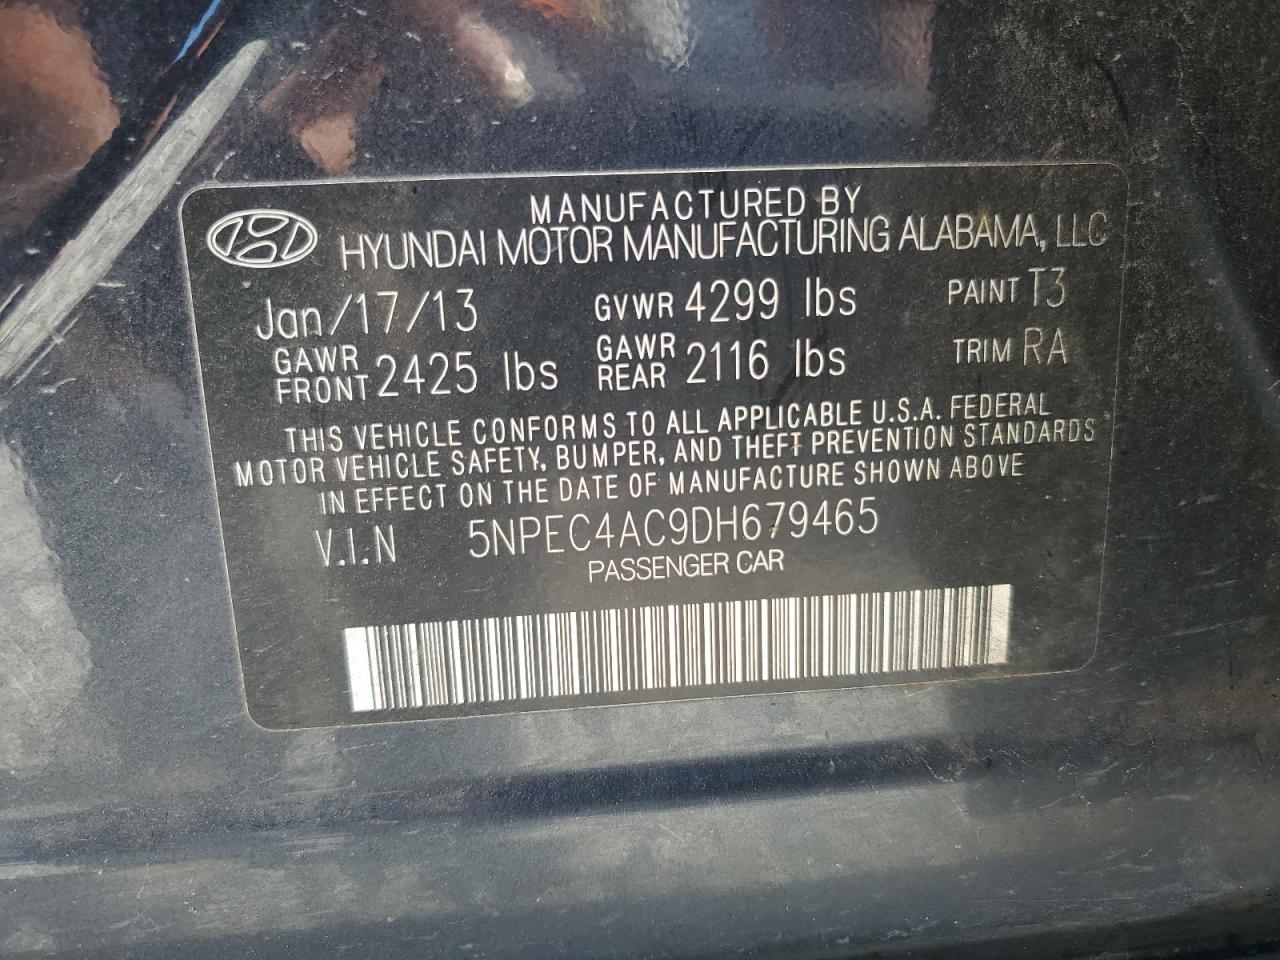 MANUFACTURED BY
HYUNDAI MOTOR MANUFACTURING ALABAMA, LLC
Jan/17/13 GVWR 4299 lbs PAINT T3
GAWR FRONT 2425 lbs GAWR REAR 2116 lbs TRIM RA
THIS VEHICLE CONFORMS TO ALL APPLICABLE U.S.A. FEDERAL
MOTOR VEHICLE SAFETY, BUMPER, AND THEFT PREVENTION STANDARDS
IN EFFECT ON THE DATE OF MANUFACTURE SHOWN ABOVE
V.I.N 5NPEC4AC9DH679465
PASSENGER CAR